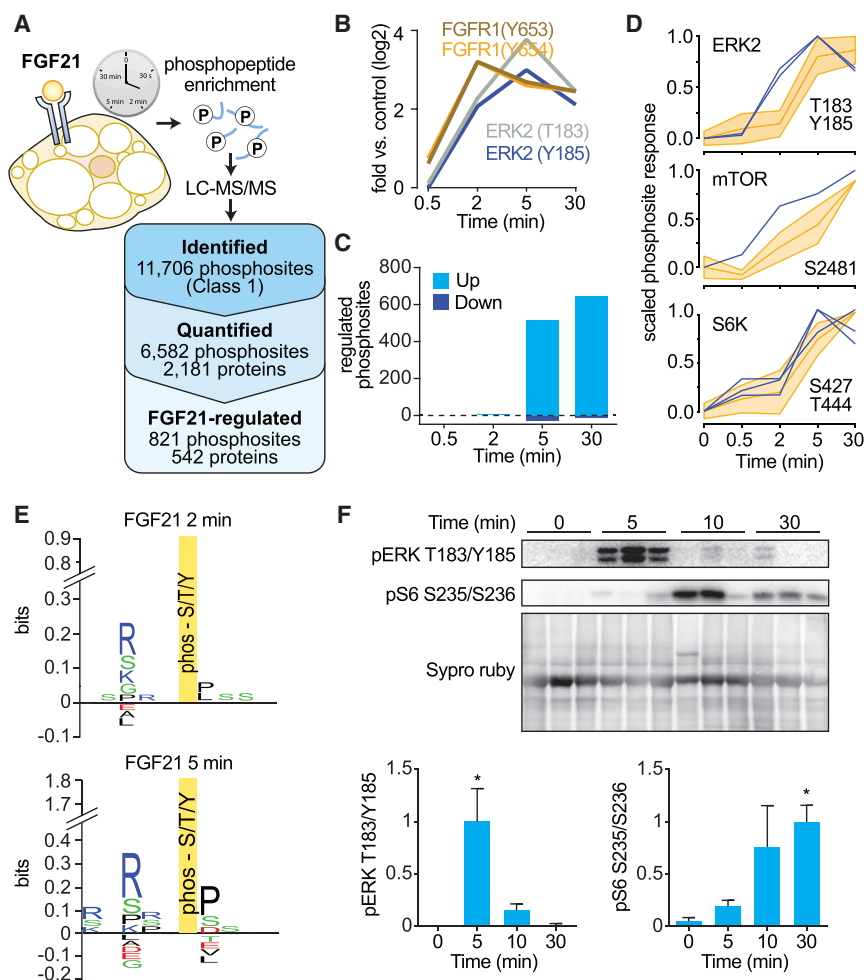 A
FGF21
0
30 min
30 s
5 min
2 min
phosphopeptide
enrichment
P
P
P
P
LC-MS/MS
Identified
11,706 phosphosites
(Class 1)
Quantified
6,582 phosphosites
2,181 proteins
FGF21-regulated
821 phosphosites
542 proteins
B
fold vs. control (log2)
4
2
0
FGFR1(Y653)
FGFR1(Y654)
ERK2 (T183)
ERK2 (Y185)
0.5 2 5 30
Time (min)
C
regulated
phosphosites
800
600
400
200
0
Up
Down
0.5 2 5 30
Time (min)
D
scaled phosphosite response
1.0
0.5
0
ERK2
T183
Y185
1.0
0.5
0
mTOR
S2481
1.0
0.5
0
S6K
S427
T444
0 0.5 2 5 30
Time (min)
E
FGF21 2 min
bits
0.9
0.8
0.3
0.2
0.1
0
-0.1
phos - S/T/Y
S
R
S
K
G
P
E
A
L
R
P
L
S
S
FGF21 5 min
bits
1.8
1.7
0.4
0.3
0.2
0.1
0
-0.1
-0.2
phos - S/T/Y
R
S
K
R
S
P
K
L
A
D
E
G
R
S
P
P
S
D
T
E
V
L
S
S
F
Time (min) 0 5 10 30
pERK T183/Y185
pS6 S235/S236
Sypro ruby
pERK T183/Y185
1.5
1
0.5
0
*
0 5 10 30
Time (min)
pS6 S235/S236
1.5
1
0.5
0
*
0 5 10 30
Time (min)